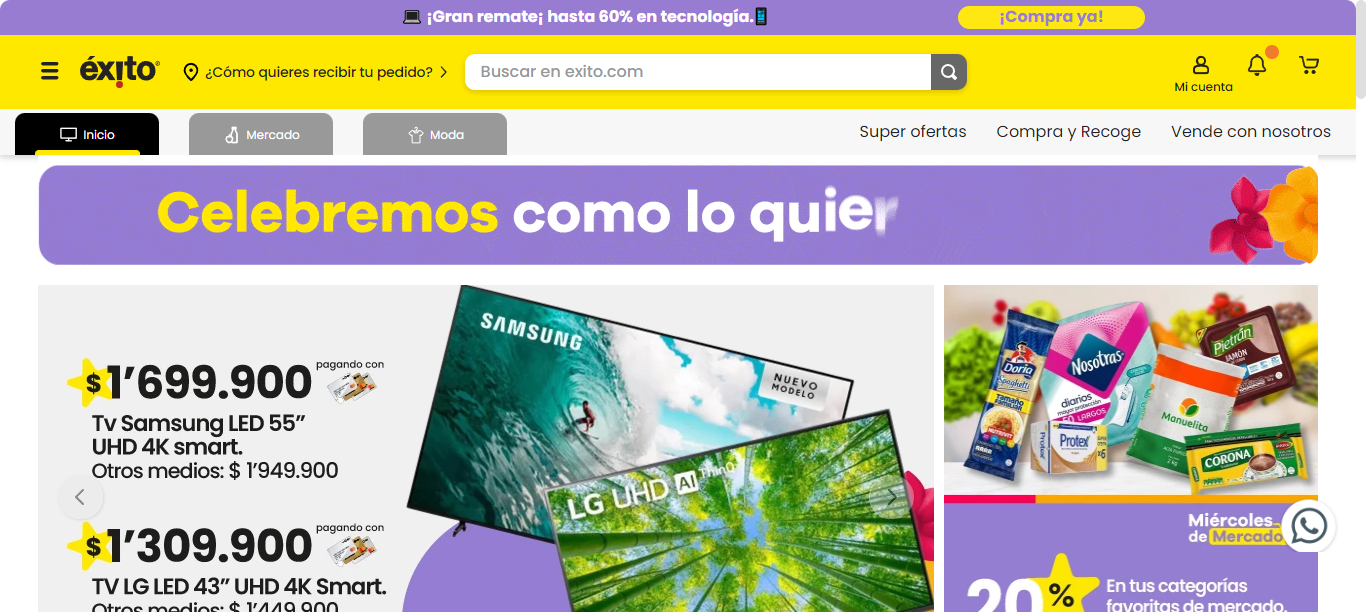 ¡Gran remate¡ hasta 60% en tecnología.
¡Compra ya!
éxito
¿Cómo quieres recibir tu pedido?
Buscar en exito.com
Mi cuenta
Inicio
Mercado
Moda
Super ofertas
Compra y Recoge
Vende con nosotros
Celebremos como lo quier
$1’699.900
pagando con
Tv Samsung LED 55”
UHD 4K smart.
Otros medios: $ 1’949.900
$1’309.900
pagando con
TV LG LED 43” UHD 4K Smart.
Otros medios: $ 1’449.900
SAMSUNG
NUEVO
MODELO
LG UHD AI ThinQ
Doria
Spaghetti
Nosotras
diarios
50 LARGOS
Protex
x6
Manuelita
Pietrán
JAMÓN
CORONA
Miércoles
de Mercado
20%
En tus categorías
favoritas de mercado.